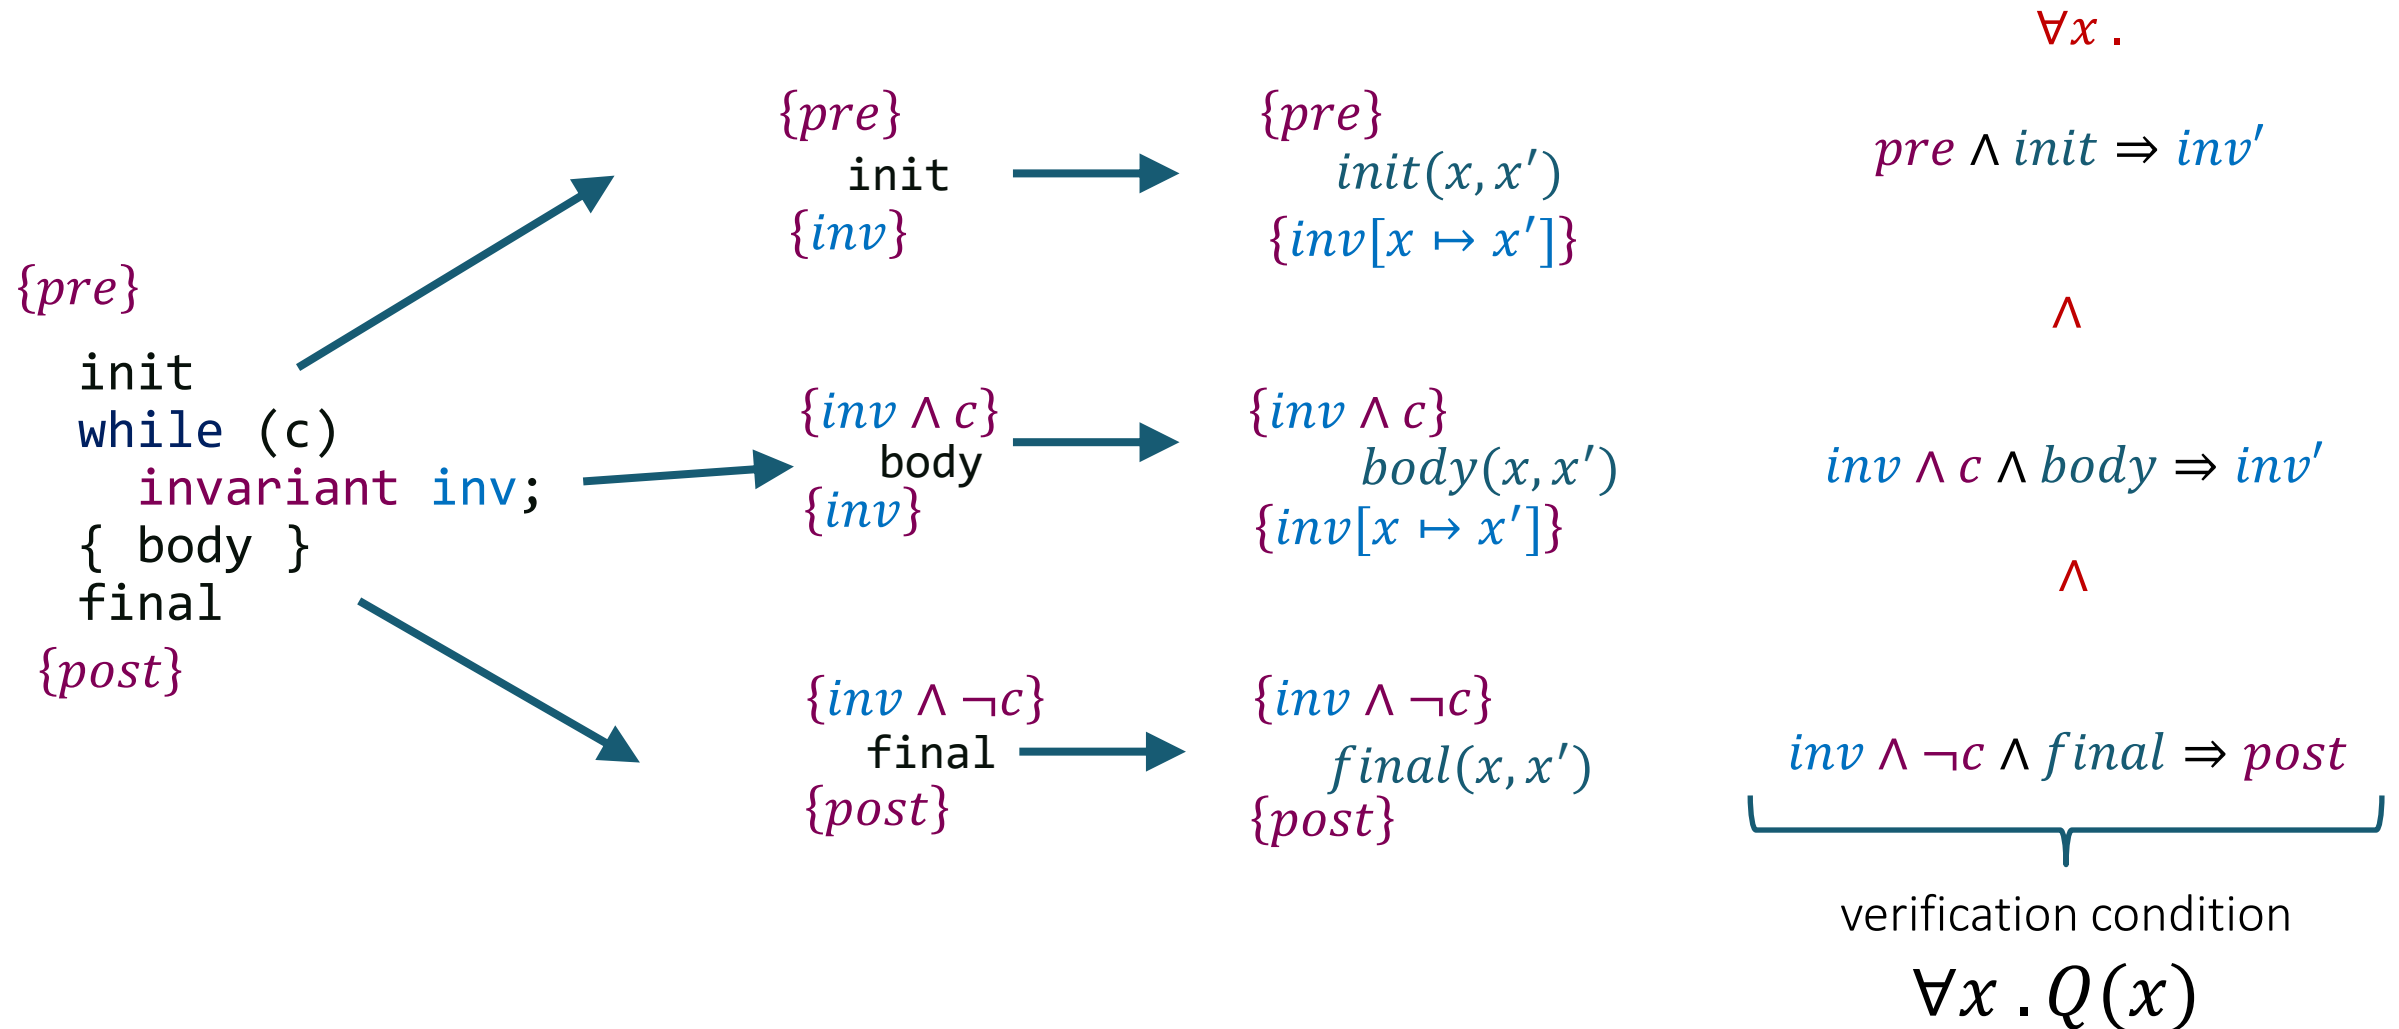 {pre}
init
while (c)
invariant inv;
{ body }
final
{post}
{pre}
init
{inv}
{inv ∧ c}
body
{inv}
{inv ∧ ¬c}
final
{post}
{pre}
init(x, x′)
{inv[x ↦ x′]}
{inv ∧ c}
body(x, x′)
{inv[x ↦ x′]}
{inv ∧ ¬c}
final(x, x′)
{post}
∀x .
pre ∧ init ⇒ inv′
∧
inv ∧ c ∧ body ⇒ inv′
∧
inv ∧ ¬c ∧ final ⇒ post
verification condition
∀x . Q(x)